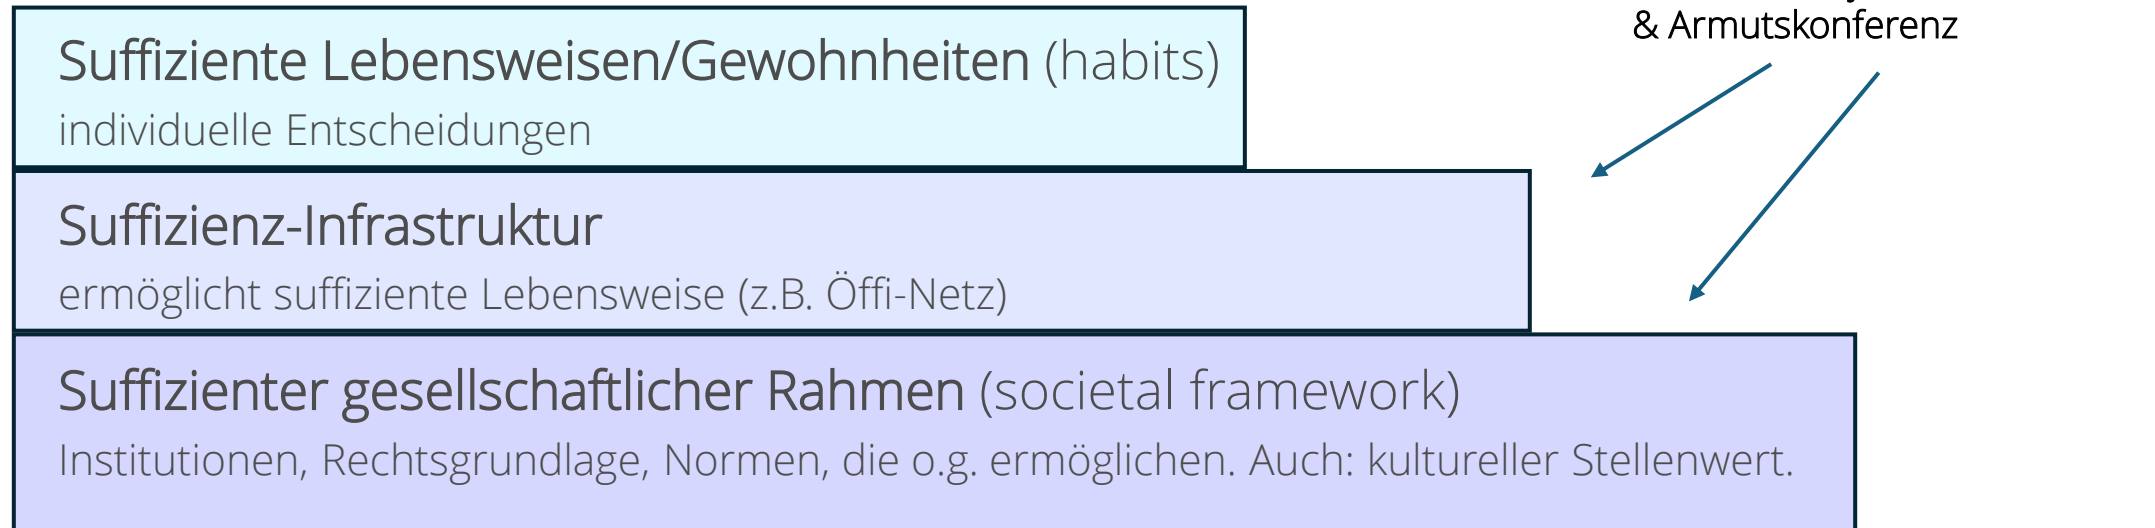 & Armutskonferenz
Suffiziente Lebensweisen/Gewohnheiten (habits)
individuelle Entscheidungen
Suffizienz-Infrastruktur
ermöglicht suffiziente Lebensweise (z.B. Öffi-Netz)
Suffizienter gesellschaftlicher Rahmen (societal framework)
Institutionen, Rechtsgrundlage, Normen, die o.g. ermöglichen. Auch: kultureller Stellenwert.